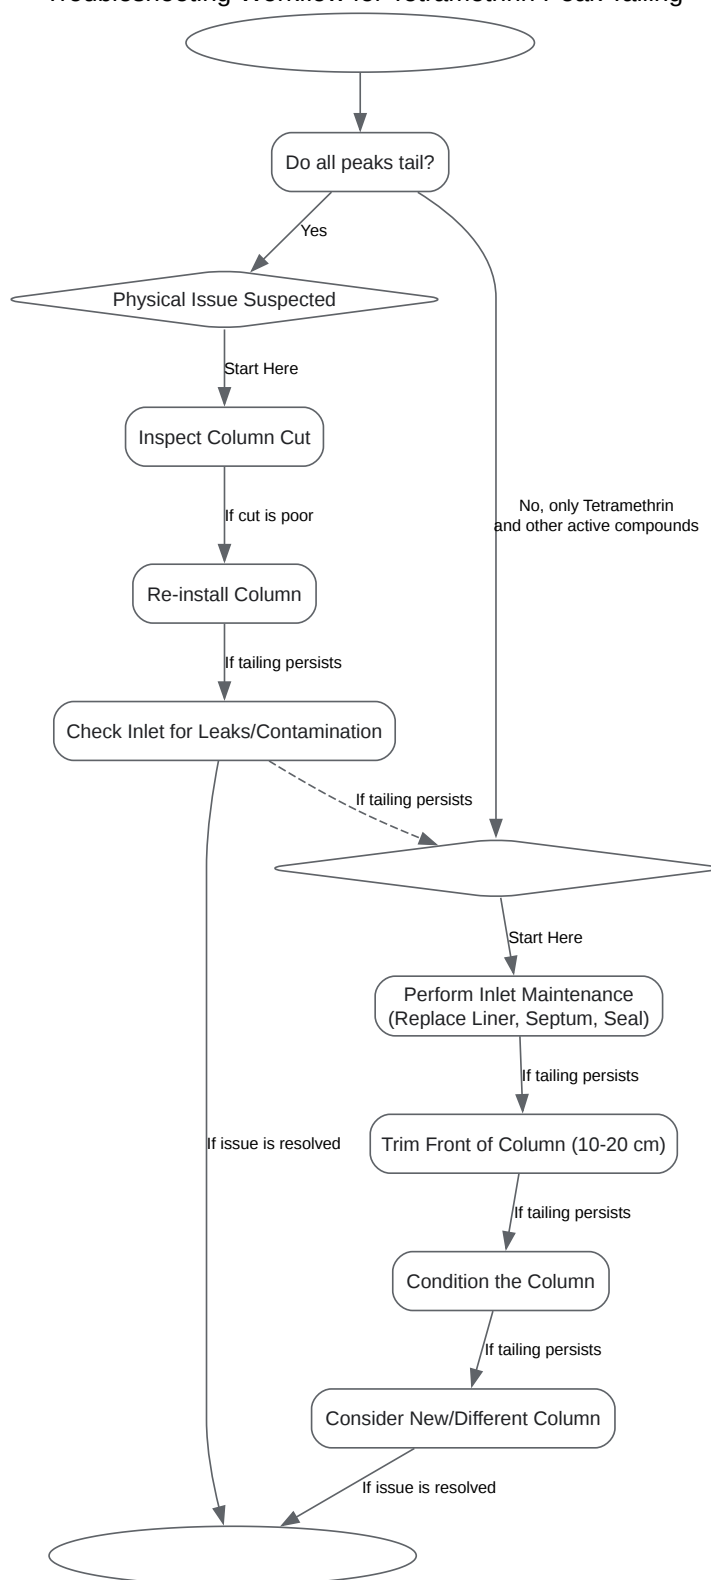 Troubleshooting Workflow for Tetramethrin Peak Tailing
Do all peaks tail?
Yes
Physical Issue Suspected
Start Here
Inspect Column Cut
If cut is poor
No, only Tetramethrin
and other active compounds
Re-install Column
If tailing persists
Check Inlet for Leaks/Contamination
If tailing persists
Start Here
Perform Inlet Maintenance
(Replace Liner, Septum, Seal)
If tailing persists
If issue is resolved
Trim Front of Column (10-20 cm)
If tailing persists
Condition the Column
If tailing persists
Consider New/Different Column
If issue is resolved